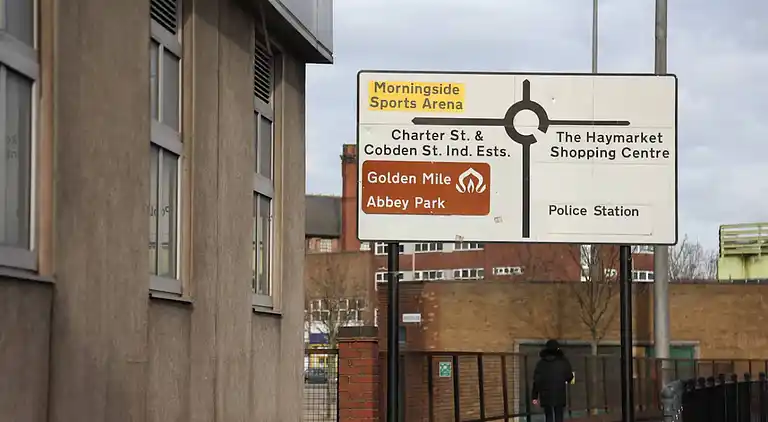 Morningside
Sports Arena
Charter St. &
Cobden St. Ind. Ests.
Golden Mile
Abbey Park
The Haymarket
Shopping Centre
Police Station